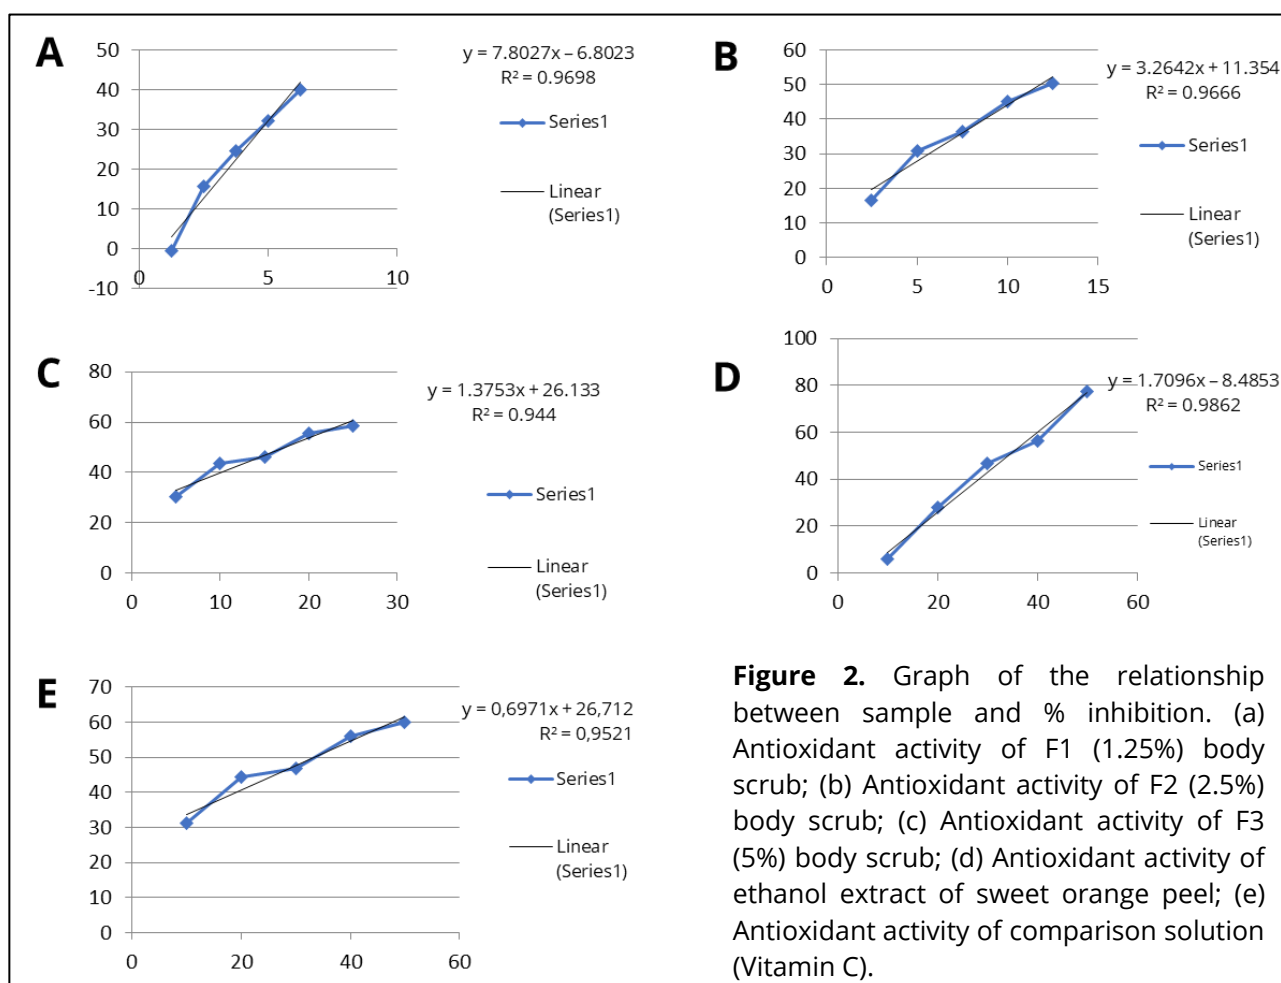 A
50
40
30
20
10
0
-10
0
5
10
y = 7.8027x – 6.8023
R² = 0.9698
Series1
Linear
(Series1)
B
60
50
40
30
20
10
0
0
5
10
15
y = 3.2642x + 11.354
R² = 0.9666
Series1
Linear
(Series1)
C
80
60
40
20
0
0
10
20
30
y = 1.3753x + 26.133
R² = 0.944
Series1
Linear
(Series1)
D
100
80
60
40
20
0
0
20
40
60
y = 1.7096x – 8.4853
R² = 0.9862
Series1
Linear
(Series1)
E
70
60
50
40
30
20
10
0
0
20
40
60
y = 0,6971x + 26,712
R² = 0,9521
Series1
Linear
(Series1)
Figure 2. Graph of the relationship
between sample and % inhibition. (a)
Antioxidant activity of F1 (1.25%) body
scrub; (b) Antioxidant activity of F2 (2.5%)
body scrub; (c) Antioxidant activity of F3
(5%) body scrub; (d) Antioxidant activity of
ethanol extract of sweet orange peel; (e)
Antioxidant activity of comparison solution
(Vitamin C).